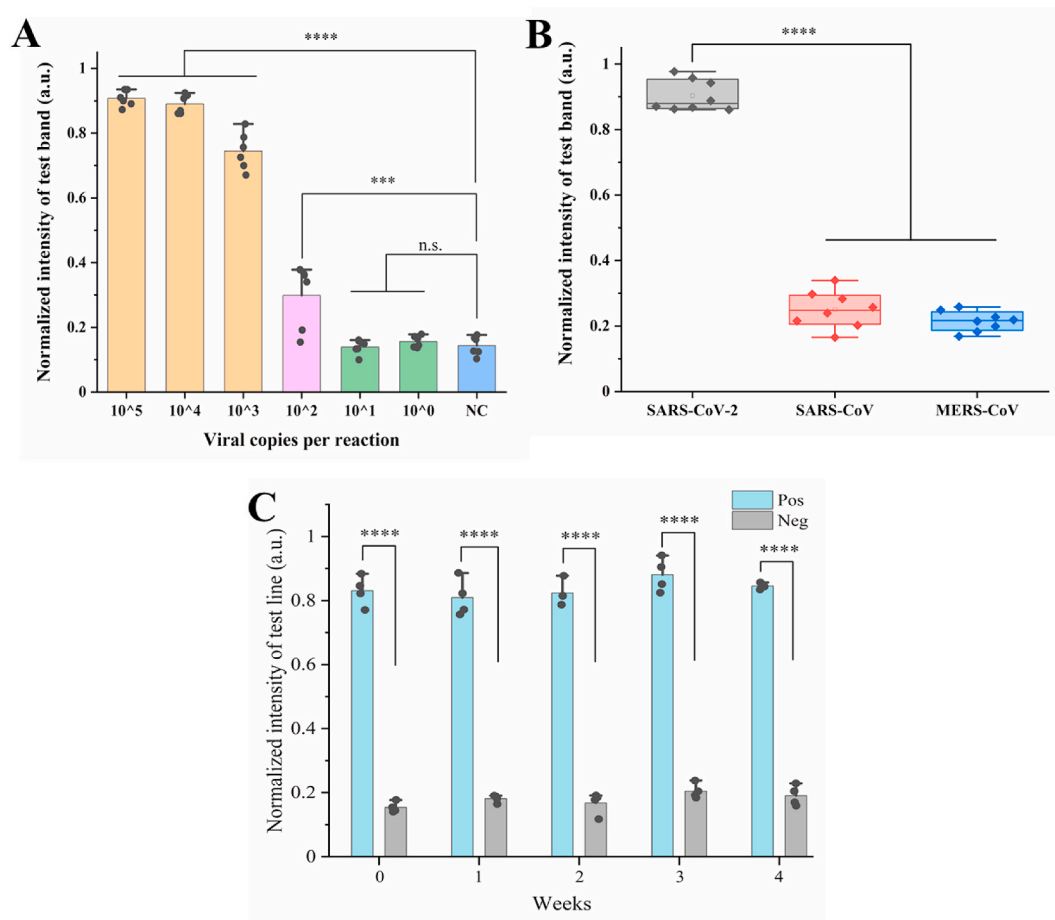 A
****
***
n.s.
Normalized intensity of test band (a.u.)
1
0.8
0.6
0.4
0.2
0
10^5 10^4 10^3 10^2 10^1 10^0 NC
Viral copies per reaction
B
****
Normalized intensity of test band (a.u.)
1
0.8
0.6
0.4
0.2
0
SARS-CoV-2 SARS-CoV MERS-CoV
C
Pos
Neg
**** **** **** **** ****
Normalized intensity of test line (a.u.)
1
0.8
0.6
0.4
0.2
0
0 1 2 3 4
Weeks